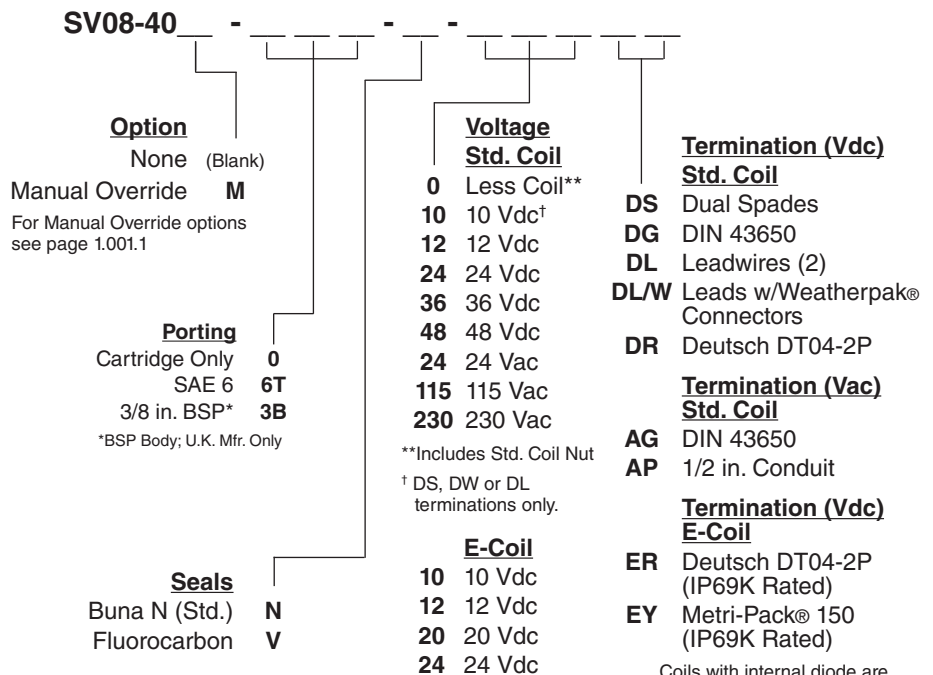 SV08-40__ - __ __ __ - __ - __ __ __ __ __
Option
None (Blank)
Manual Override M
For Manual Override options
see page 1.001.1
Porting
Cartridge Only 0
SAE 6 6T
3/8 in. BSP* 3B
*BSP Body; U.K. Mfr. Only
Seals
Buna N (Std.) N
Fluorocarbon V
Voltage
Std. Coil
0 Less Coil**
10 10 Vdc†
12 12 Vdc
24 24 Vdc
36 36 Vdc
48 48 Vdc
24 24 Vac
115 115 Vac
230 230 Vac
**Includes Std. Coil Nut
† DS, DW or DL
terminations only.
E-Coil
10 10 Vdc
12 12 Vdc
20 20 Vdc
24 24 Vdc
Termination (Vdc)
Std. Coil
DS Dual Spades
DG DIN 43650
DL Leadwires (2)
DL/W Leads w/Weatherpak®
Connectors
DR Deutsch DT04-2P
Termination (Vac)
Std. Coil
AG DIN 43650
AP 1/2 in. Conduit
Termination (Vdc)
E-Coil
ER Deutsch DT04-2P
(IP69K Rated)
EY Metri-Pack® 150
(IP69K Rated)
Coils with internal diode are